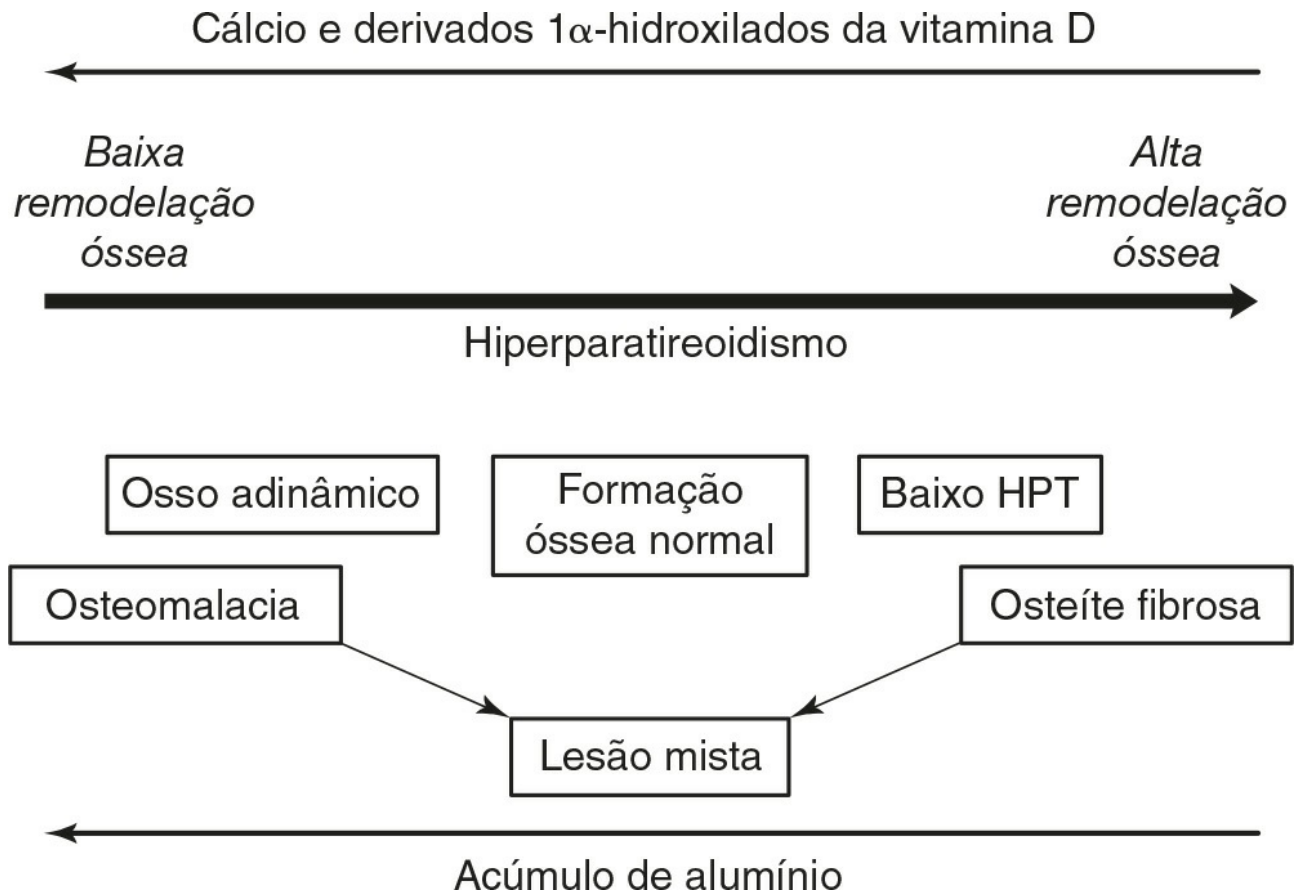 Cálcio e derivados 1α-hidroxilados da vitamina D
Baixa
remodelação
óssea
Alta
remodelação
óssea
Hiperparatireoidismo
Osso adinâmico
Formação
óssea normal
Baixo HPT
Osteomalacia
Osteíte fibrosa
Lesão mista
Acúmulo de alumínio